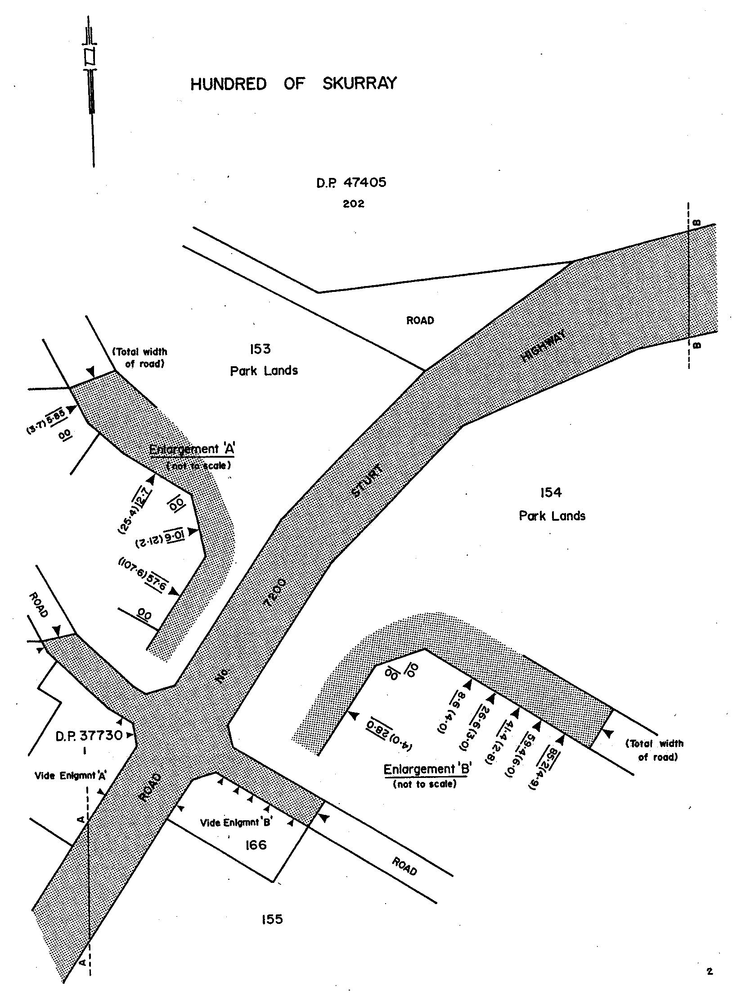 HUNDRED OF SKURRAY
D.P. 47405
202
B
ROAD
HIGHWAY
B
153
Park Lands
(Total width
of road)
(3·7) 5·85
00
Enlargement 'A'
(not to scale)
STURT
154
Park Lands
(25·4) 12·7
00
10·6 (21·2)
(107·6) 57·6
00
7200
ROAD
No.
00
00
8·6 (4·0)
26·6 (3·0)
41·4 (2·8)
59·4 (6·0)
85·2 (4·9)
(4·0) 28·0
(Total width
of road)
Enlargement 'B'
(not to scale)
D.P. 37730
1
Vide Enlgmnt 'A'
ROAD
A
Vide Enlgmnt 'B'
166
ROAD
155
A
2